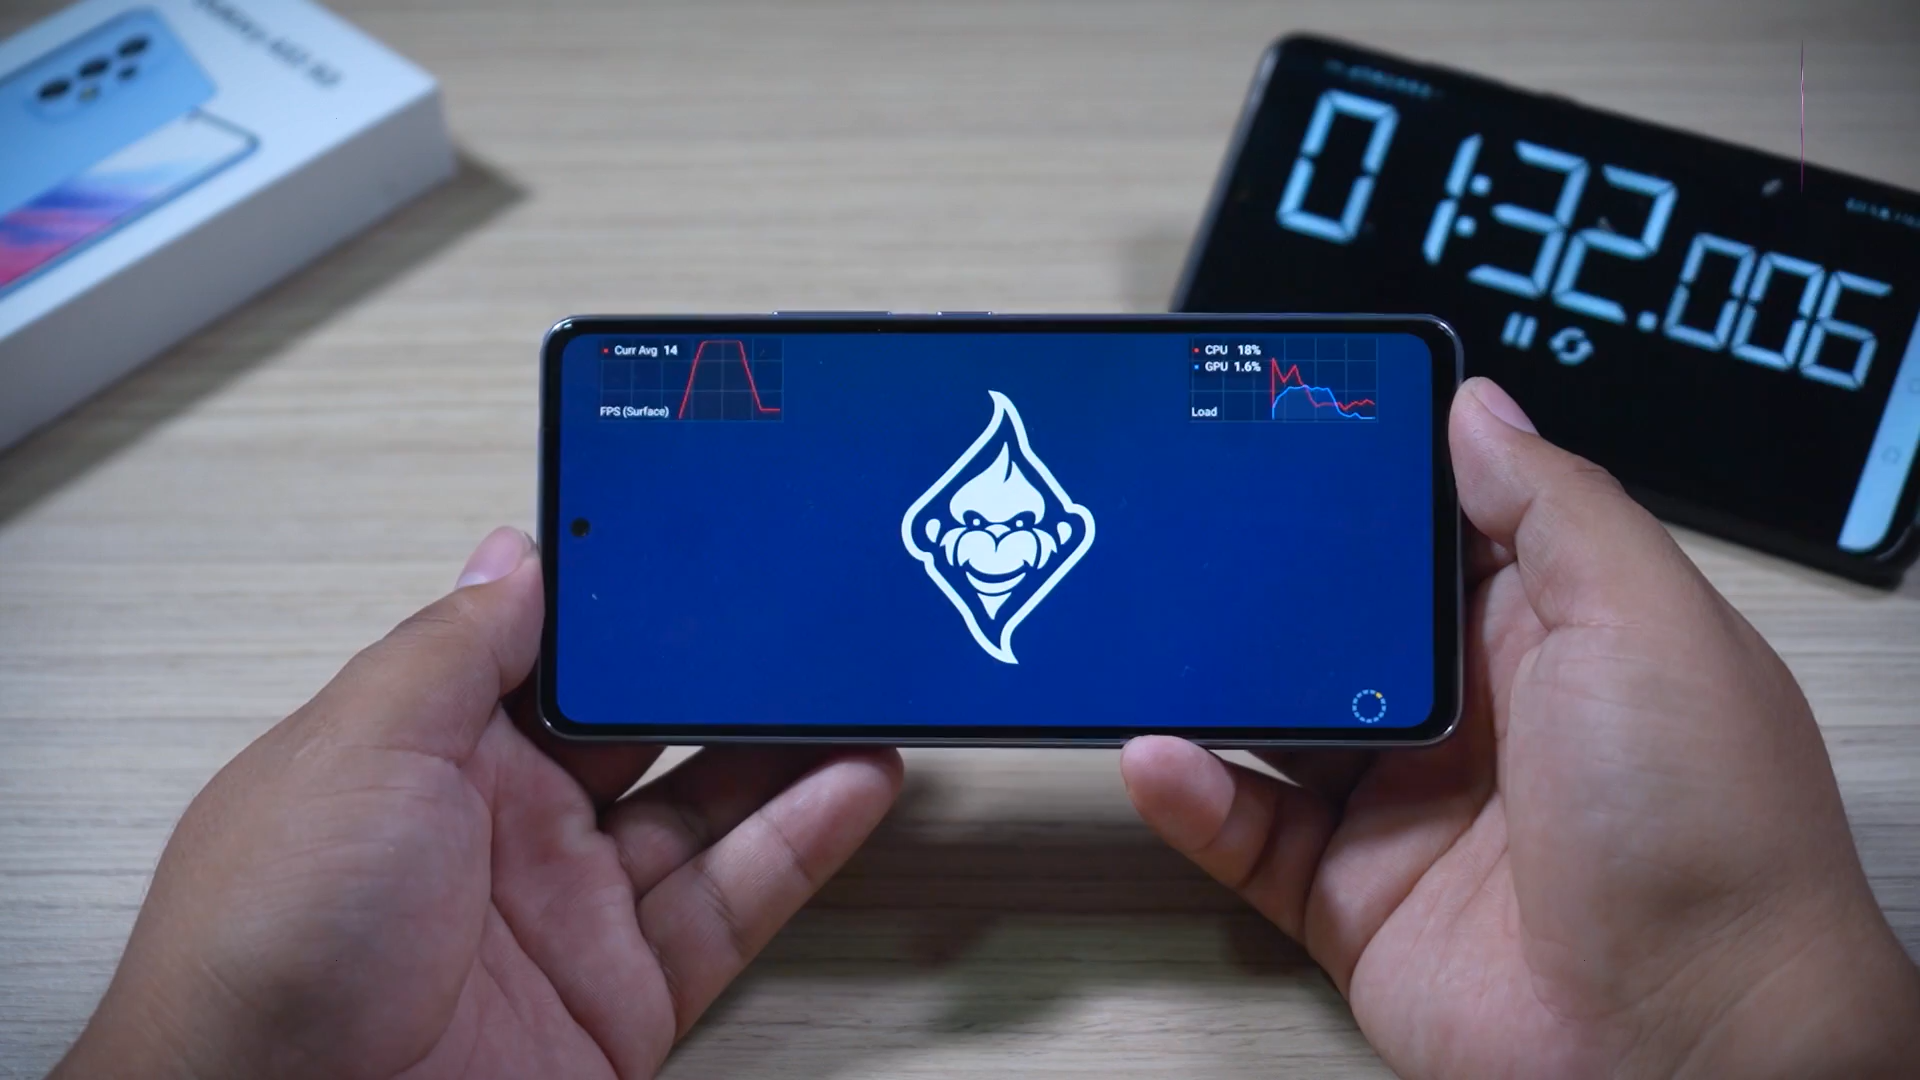 01:32.006
Curr Avg 14
FPS (Surface)
CPU 18%
GPU 1.6%
Load